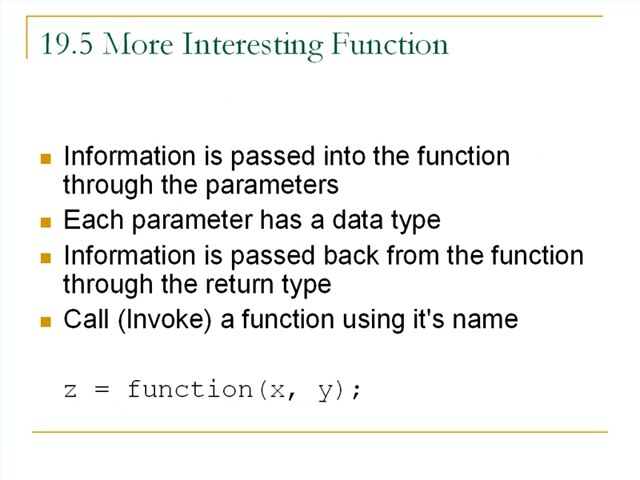 19.5 More Interesting Function
Information is passed into the function
through the parameters
Each parameter has a data type
Information is passed back from the function
through the return type
Call (Invoke) a function using it's name
z = function(x, y);